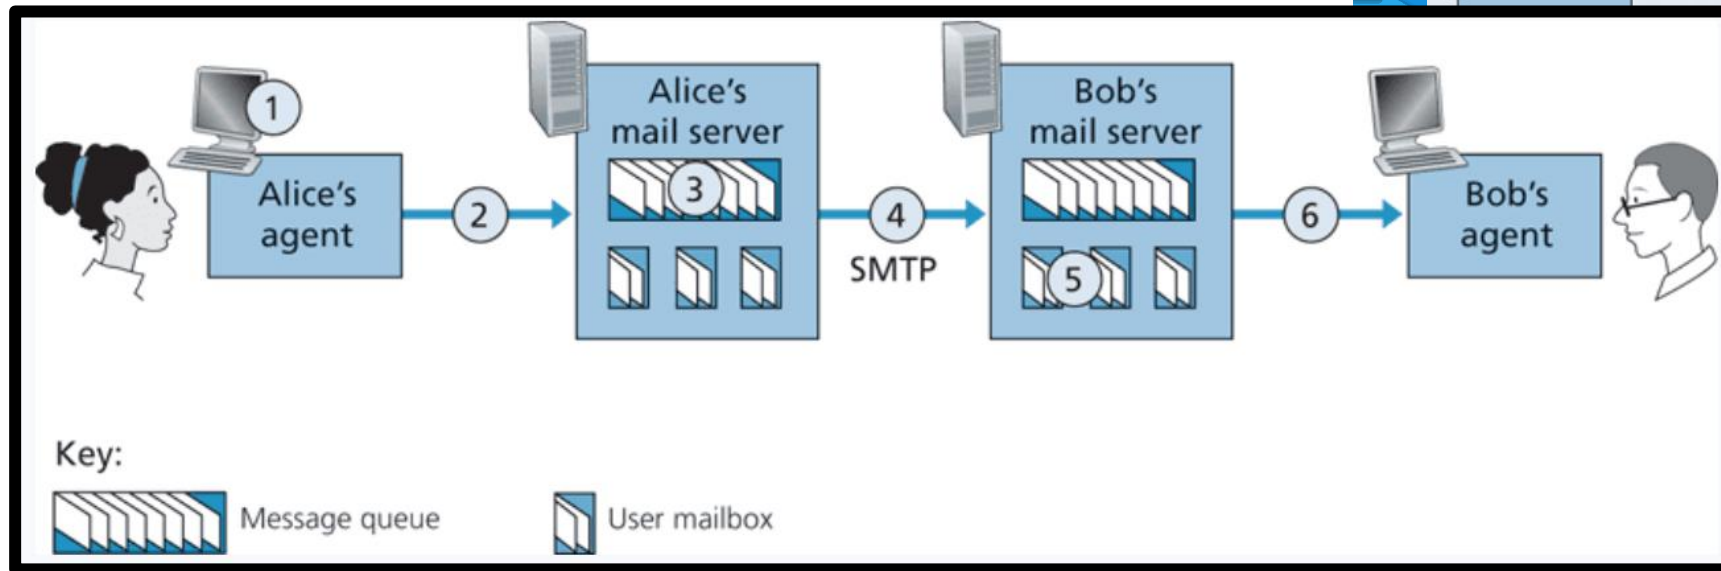 1
Alice's
agent
2
Alice's
mail server
3
4
SMTP
Bob's
mail server
5
6
Bob's
agent
Key:
Message queue
User mailbox